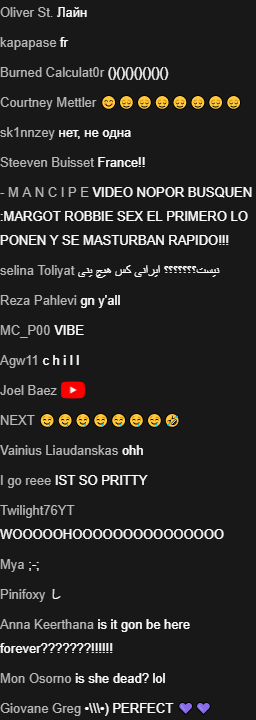 Oliver St. Лайн
kapapase fr
Burned Calculat0r ()()()()()()()
Courtney Mettler 😊😔😔😔😔😔😔😔
sk1nnzey нет, не одна
Steeven Buisset France!!
- M A N C I P E VIDEO NOPOR BUSQUEN
:MARGOT ROBBIE SEX EL PRIMERO LO
PONEN Y SE MASTURBAN RAPIDO!!!
selina Toliyat نیست؟؟؟؟؟؟؟ ایرانی کس هیچ ینی
Reza Pahlevi gn y'all
MC_P00 VIBE
Agw11 c h i l l
Joel Baez
NEXT 😊😊😅😅😅😅😅🤣
Vainius Liaudanskas ohh
I go reee IST SO PRITTY
Twilight76YT
WOOOOOHOOOOOOOOOOOOOOO
Mya ;-;
Pinifoxy し
Anna Keerthana is it gon be here
forever???????!!!!!!
Mon Osorno is she dead? lol
Giovane Greg •\\\•) PERFECT 💜💜